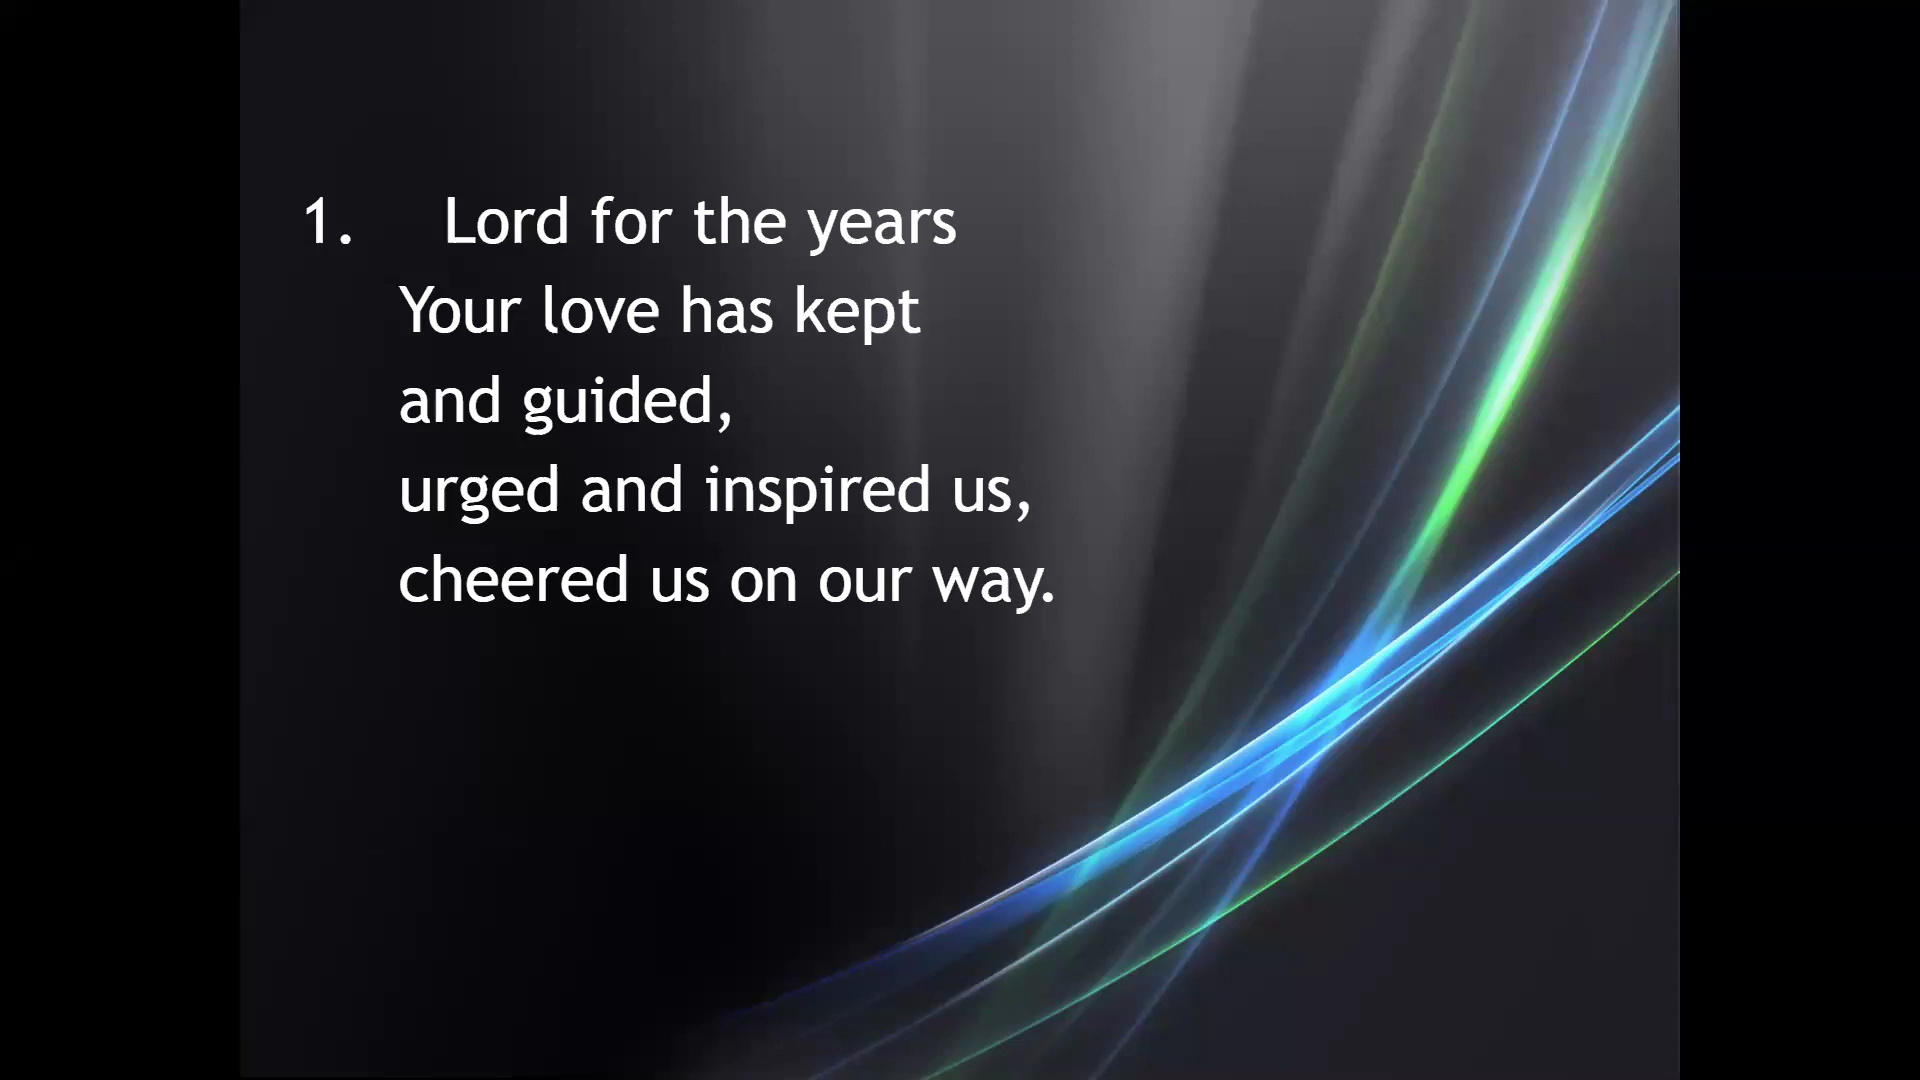 1. Lord for the years
Your love has kept
and guided,
urged and inspired us,
cheered us on our way.